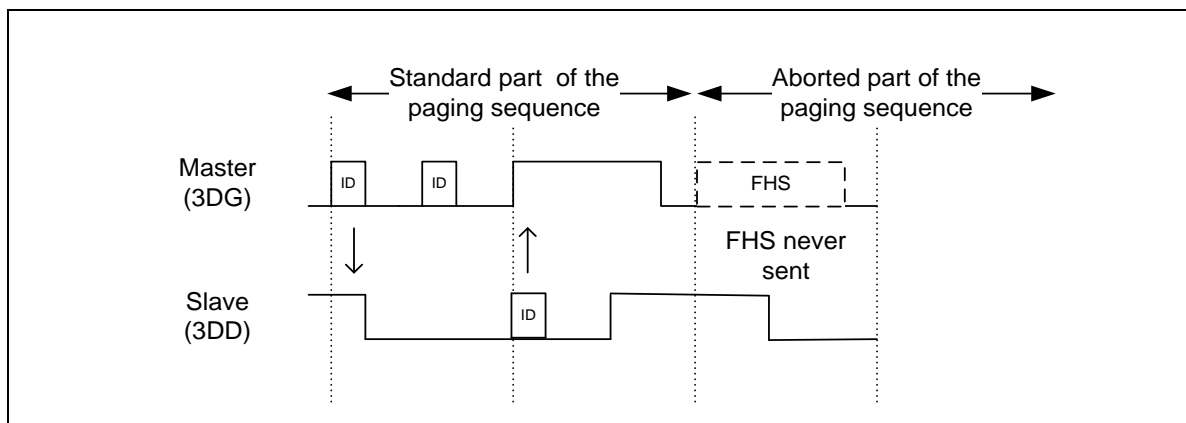 Standard part of the
paging sequence
Aborted part of the
paging sequence
Master
(3DG)
ID
ID
FHS
FHS never
sent
Slave
(3DD)
ID